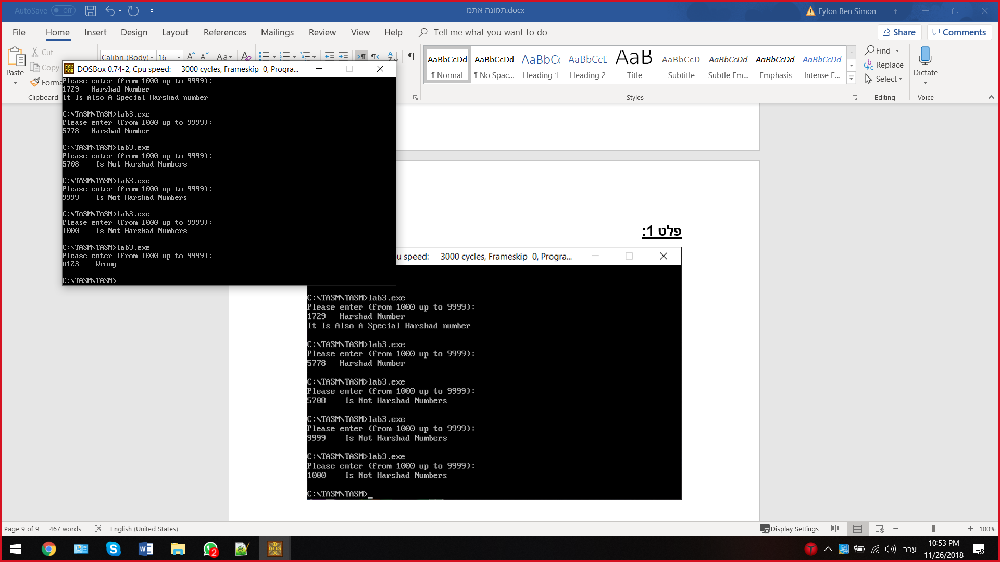 AutoSave Off
תמונה אתמ.docx
Eylon Ben Simon
File Home Insert Design Layout References Mailings Review View Help Tell me what you want to do
Share Comments
Paste
Cut
Copy
Forma
Clipboard
Calibri (Body) 16
AaBbCcDd AaBbCcDd AaBbCc AaBbCcD AaB AaBbCcD AaBbCcDd AaBbCcDd AaBbCcDd
¶ Normal ¶ No Spac... Heading 1 Heading 2 Title Subtitle Subtle Em... Emphasis Intense E...
Styles
Find
Replace
Select
Editing
Dictate
Voice
DOSBox 0.74-2, Cpu speed: 3000 cycles, Frameskip 0, Progra...
Please enter (from 1000 up to 9999):
1729 Harshad Number
It Is Also A Special Harshad number
C:\TASM\TASM>lab3.exe
Please enter (from 1000 up to 9999):
5778 Harshad Number
C:\TASM\TASM>lab3.exe
Please enter (from 1000 up to 9999):
5708 Is Not Harshad Numbers
C:\TASM\TASM>lab3.exe
Please enter (from 1000 up to 9999):
9999 Is Not Harshad Numbers
C:\TASM\TASM>lab3.exe
Please enter (from 1000 up to 9999):
1000 Is Not Harshad Numbers
C:\TASM\TASM>lab3.exe
Please enter (from 1000 up to 9999):
#123 Wrong
C:\TASM\TASM>
פלט 1:
u speed: 3000 cycles, Frameskip 0, Progra...
C:\TASM\TASM>lab3.exe
Please enter (from 1000 up to 9999):
1729 Harshad Number
It Is Also A Special Harshad number
C:\TASM\TASM>lab3.exe
Please enter (from 1000 up to 9999):
5778 Harshad Number
C:\TASM\TASM>lab3.exe
Please enter (from 1000 up to 9999):
5708 Is Not Harshad Numbers
C:\TASM\TASM>lab3.exe
Please enter (from 1000 up to 9999):
9999 Is Not Harshad Numbers
C:\TASM\TASM>lab3.exe
Please enter (from 1000 up to 9999):
1000 Is Not Harshad Numbers
C:\TASM\TASM>_
Page 9 of 9 467 words English (United States)
Display Settings 100%
2
DOSBOX
עבר
10:53 PM
11/26/2018